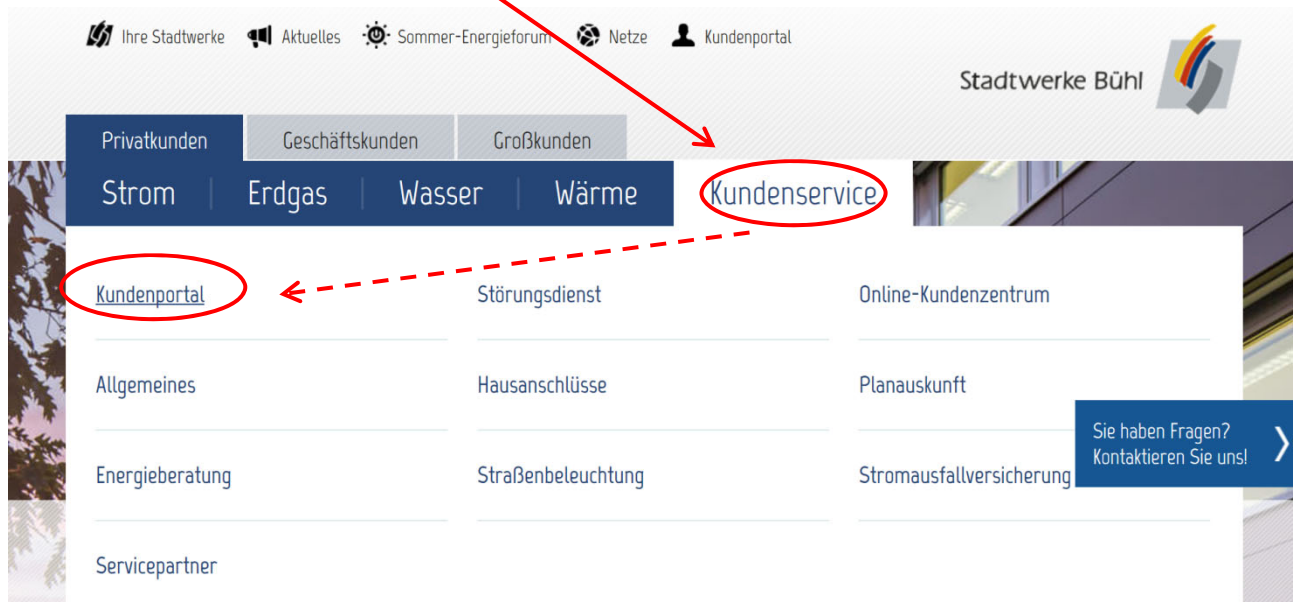 Ihre Stadtwerke Aktuelles Sommer-Energieforum Netze Kundenportal
Stadtwerke Bühl
Privatkunden Geschäftskunden Großkunden
Strom Erdgas Wasser Wärme Kundenservice
Kundenportal Störungsdienst Online-Kundenzentrum
Allgemeines Hausanschlüsse Planauskunft
Sie haben Fragen?
Kontaktieren Sie uns!
Energieberatung Straßenbeleuchtung Stromausfallversicherung
Servicepartner